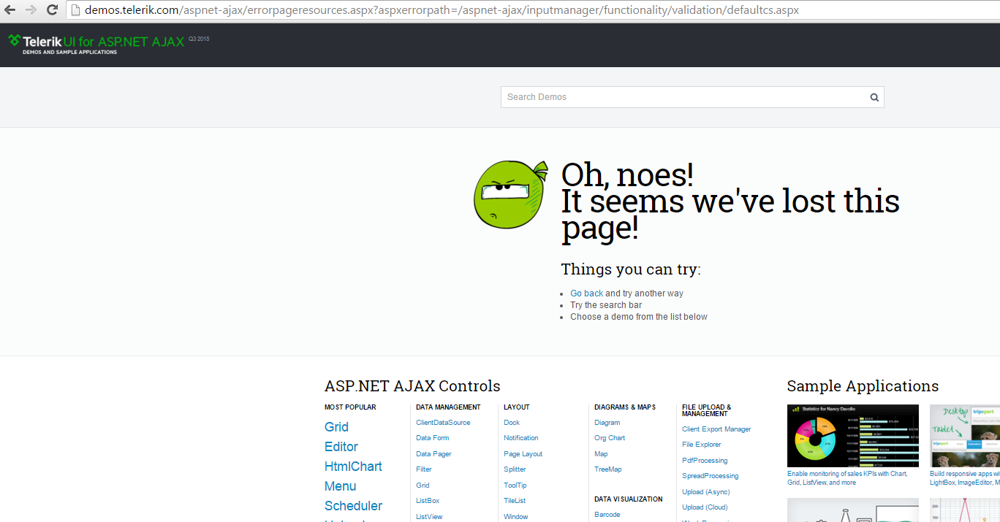 demos.telerik.com/aspnet-ajax/errorpageresources.aspx?aspxerrorpath=/aspnet-ajax/inputmanager/functionality/validation/defaultcs.aspx
Telerik UI for ASP.NET AJAX Q3 2015
DEMOS AND SAMPLE APPLICATIONS
Search Demos
Oh, noes!
It seems we've lost this
page!
Things you can try:
Go back and try another way
Try the search bar
Choose a demo from the list below
ASP.NET AJAX Controls
MOST POPULAR
Grid
Editor
HtmlChart
Menu
Scheduler
DATA MANAGEMENT
ClientDataSource
Data Form
Data Pager
Filter
Grid
ListBox
ListView
LAYOUT
Dock
Notification
Page Layout
Splitter
ToolTip
TileList
Window
DIAGRAMS & MAPS
Diagram
Org Chart
Map
TreeMap
DATA VISUALIZATION
Barcode
FILE UPLOAD &
MANAGEMENT
Client Export Manager
File Explorer
PdfProcessing
SpreadProcessing
Upload (Async)
Upload (Cloud)
Sample Applications
Statistics for Nancy Davolio
Enable monitoring of sales KPIs with Chart,
Grid, ListView, and more
Desktop
Tablet
tripxpert
tripxpert
Build responsive apps wi
LightBox, ImageEditor, M